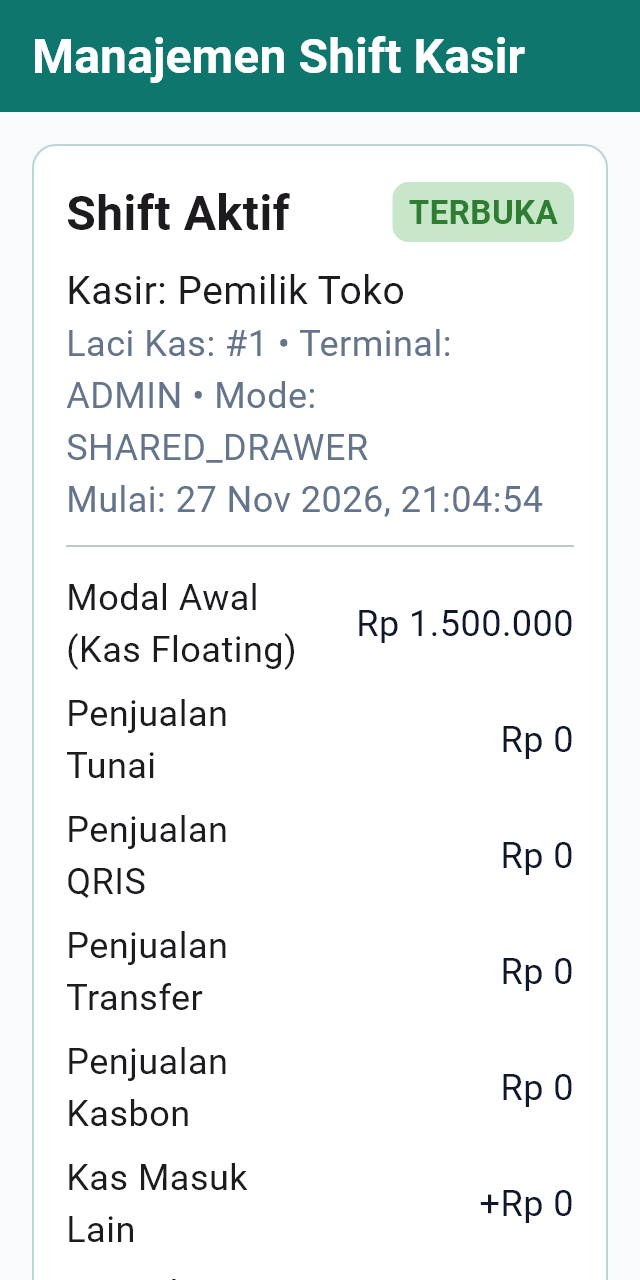 Manajemen Shift Kasir
Shift Aktif
TERBUKA
Kasir: Pemilik Toko
Laci Kas: #1 • Terminal:
ADMIN • Mode:
SHARED_DRAWER
Mulai: 27 Nov 2026, 21:04:54
Modal Awal
(Kas Floating)
Rp 1.500.000
Penjualan
Tunai
Rp 0
Penjualan
QRIS
Rp 0
Penjualan
Transfer
Rp 0
Penjualan
Kasbon
Rp 0
Kas Masuk
Lain
+Rp 0